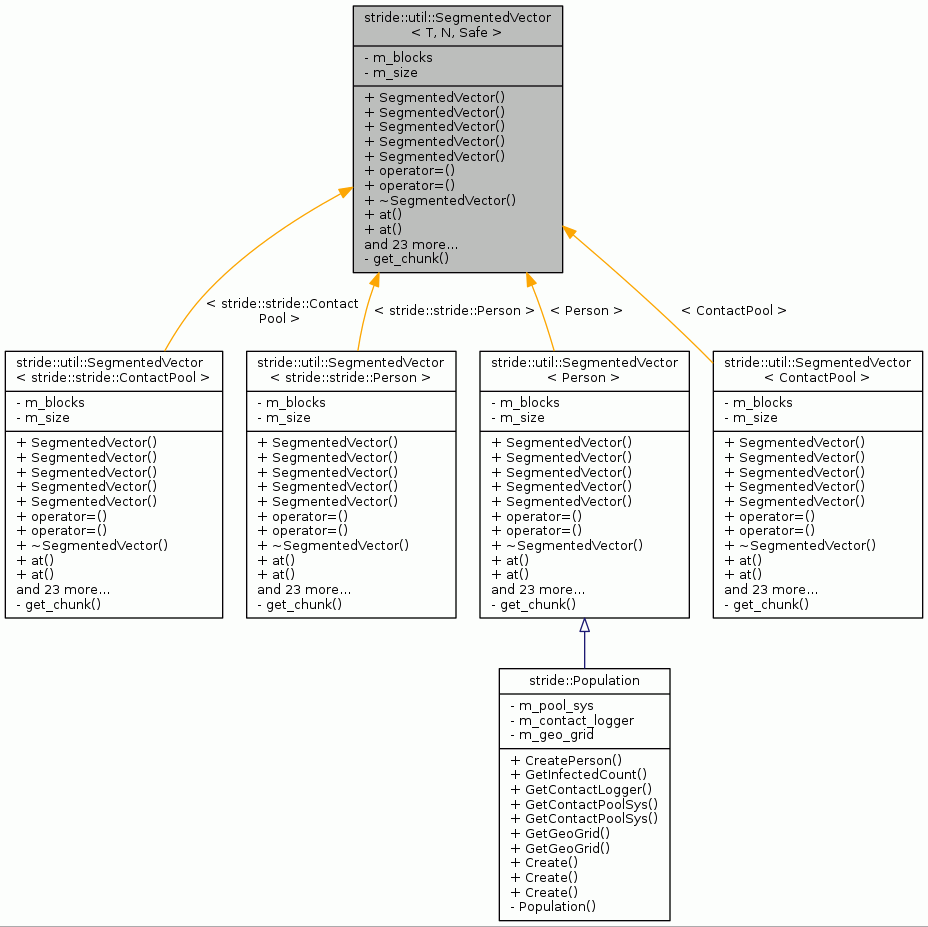 stride::util::SegmentedVector
< T, N, Safe >
- m_blocks
- m_size
+ SegmentedVector()
+ SegmentedVector()
+ SegmentedVector()
+ SegmentedVector()
+ SegmentedVector()
+ operator=()
+ operator=()
+ ~SegmentedVector()
+ at()
+ at()
and 23 more...
- get_chunk()
< stride::stride::Contact
Pool >
< stride::stride::Person >
< Person >
< ContactPool >
stride::util::SegmentedVector
< stride::stride::ContactPool >
- m_blocks
- m_size
+ SegmentedVector()
+ SegmentedVector()
+ SegmentedVector()
+ SegmentedVector()
+ SegmentedVector()
+ operator=()
+ operator=()
+ ~SegmentedVector()
+ at()
+ at()
and 23 more...
- get_chunk()
stride::util::SegmentedVector
< stride::stride::Person >
- m_blocks
- m_size
+ SegmentedVector()
+ SegmentedVector()
+ SegmentedVector()
+ SegmentedVector()
+ SegmentedVector()
+ operator=()
+ operator=()
+ ~SegmentedVector()
+ at()
+ at()
and 23 more...
- get_chunk()
stride::util::SegmentedVector
< Person >
- m_blocks
- m_size
+ SegmentedVector()
+ SegmentedVector()
+ SegmentedVector()
+ SegmentedVector()
+ SegmentedVector()
+ operator=()
+ operator=()
+ ~SegmentedVector()
+ at()
+ at()
and 23 more...
- get_chunk()
stride::util::SegmentedVector
< ContactPool >
- m_blocks
- m_size
+ SegmentedVector()
+ SegmentedVector()
+ SegmentedVector()
+ SegmentedVector()
+ SegmentedVector()
+ operator=()
+ operator=()
+ ~SegmentedVector()
+ at()
+ at()
and 23 more...
- get_chunk()
stride::Population
- m_pool_sys
- m_contact_logger
- m_geo_grid
+ CreatePerson()
+ GetInfectedCount()
+ GetContactLogger()
+ GetContactPoolSys()
+ GetContactPoolSys()
+ GetGeoGrid()
+ GetGeoGrid()
+ Create()
+ Create()
+ Create()
- Population()